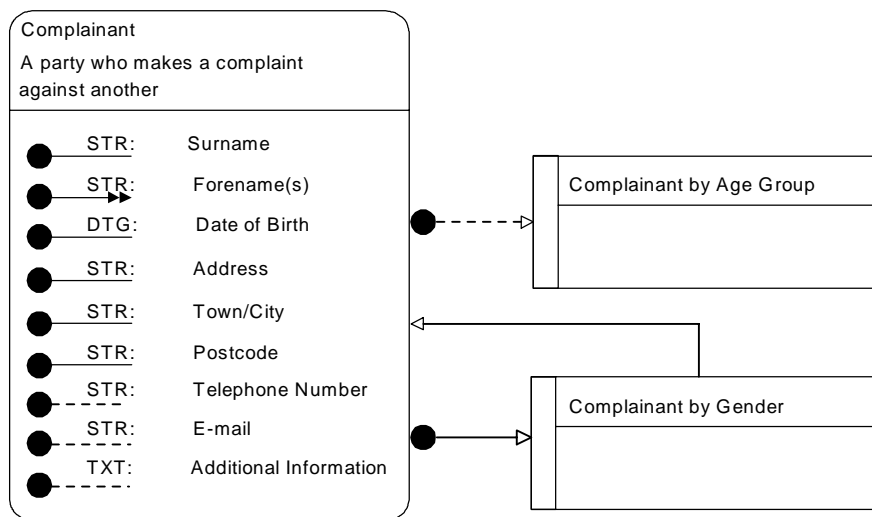 Complainant
A party who makes a complaint
against another
STR: Surname
STR: Forename(s)
DTG: Date of Birth
STR: Address
STR: Town/City
STR: Postcode
STR: Telephone Number
STR: E-mail
TXT: Additional Information
Complainant by Age Group
Complainant by Gender